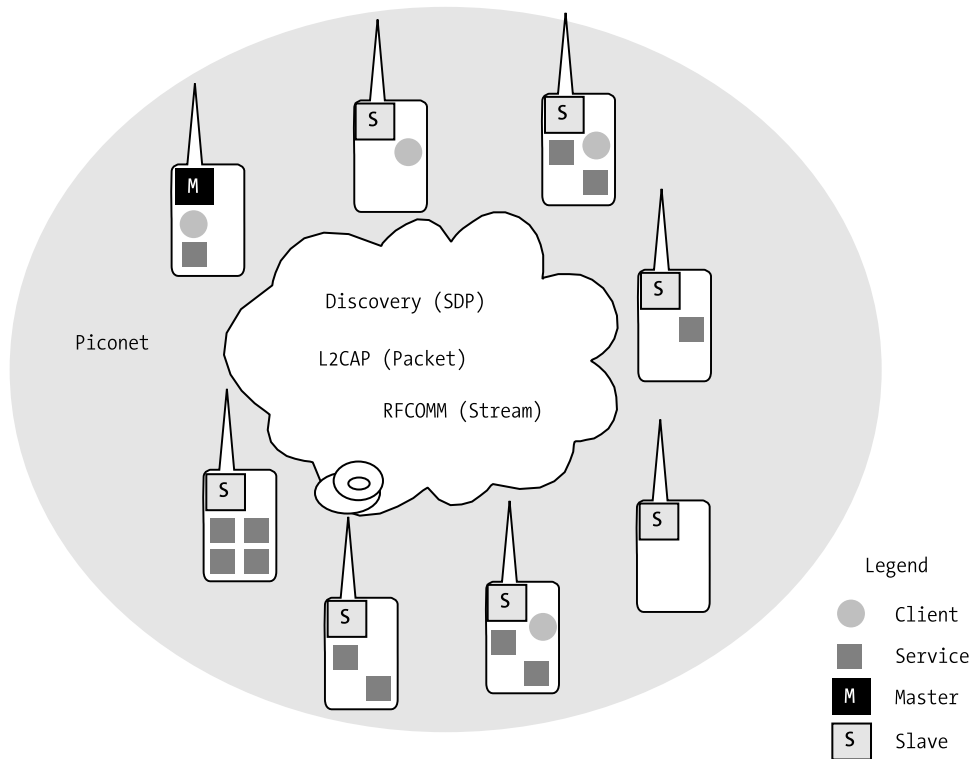 S
S
M
S
Discovery (SDP)
Piconet
L2CAP (Packet)
RFCOMM (Stream)
S
S
S
S
Legend
Client
Service
M Master
S Slave